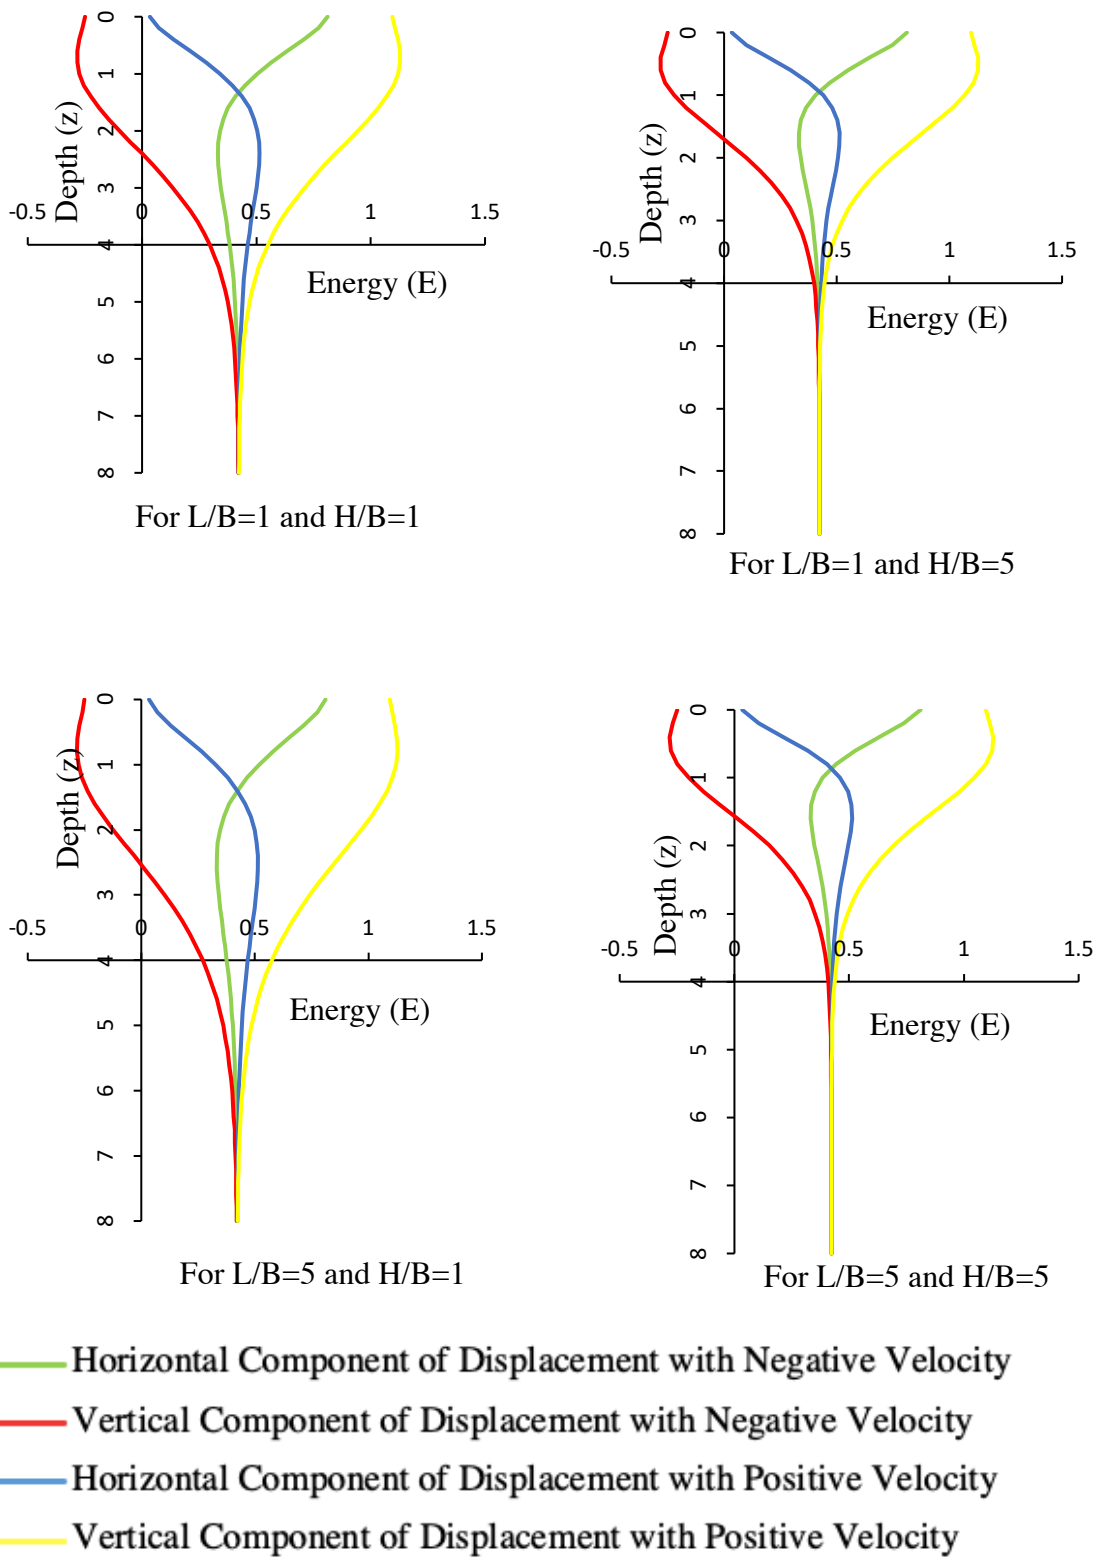 0
1
2
3
4
5
6
7
8
Depth (z)
-0.5 0 0.5 1 1.5
Energy (E)
For L/B=1 and H/B=1
0
1
2
3
4
5
6
7
8
Depth (z)
-0.5 0 0.5 1 1.5
Energy (E)
For L/B=1 and H/B=5
0
1
2
3
4
5
6
7
8
Depth (z)
-0.5 0 0.5 1 1.5
Energy (E)
For L/B=5 and H/B=1
0
1
2
3
4
5
6
7
8
Depth (z)
-0.5 0 0.5 1 1.5
Energy (E)
For L/B=5 and H/B=5
Horizontal Component of Displacement with Negative Velocity
Vertical Component of Displacement with Negative Velocity
Horizontal Component of Displacement with Positive Velocity
Vertical Component of Displacement with Positive Velocity